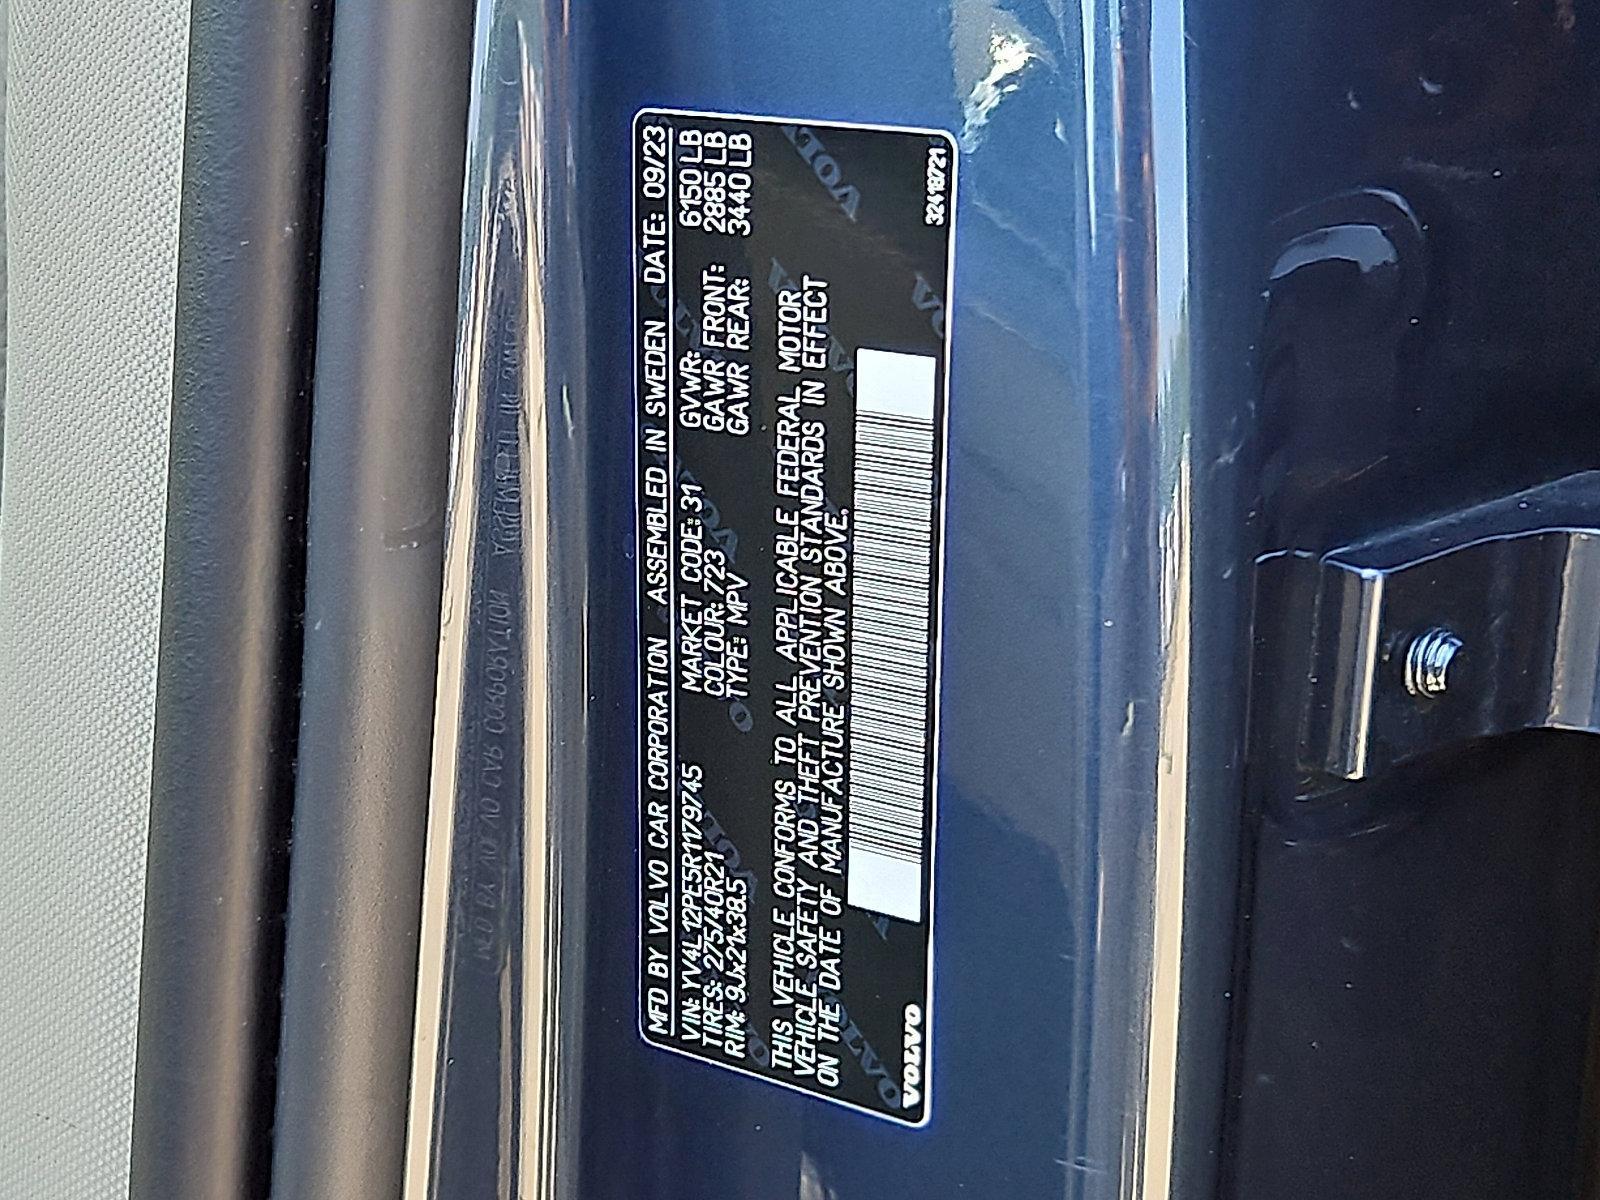 MFD BY VOLVO CAR CORPORATION ASSEMBLED IN SWEDEN DATE: 09/23
VIN: YV4L12PE5R1179745 MARKET CODE: 31 GVWR: 6150 LB
TIRES: 275/40R21 COLOUR: 723 GAWR FRONT: 2885 LB
RIM: 9Jx21x38.5 TYPE: MPV GAWR REAR: 3440 LB
THIS VEHICLE CONFORMS TO ALL APPLICABLE FEDERAL MOTOR
VEHICLE SAFETY AND THEFT PREVENTION STANDARDS IN EFFECT
ON THE DATE OF MANUFACTURE SHOWN ABOVE.
VOLVO 32418721